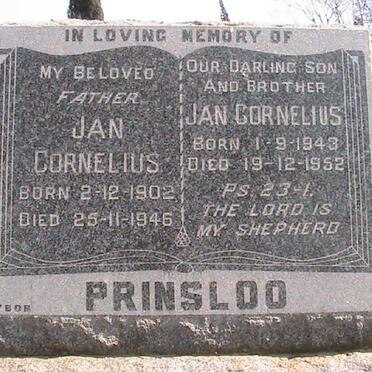 IN LOVING MEMORY OF
MY BELOVED
FATHER
JAN
CORNELIUS
BORN 2-12-1902
DIED 25-11-1946
OUR DARLING SON
AND BROTHER
JAN CORNELIUS
BORN 1-9-1943
DIED 19-12-1952
PS. 23-1.
THE LORD IS
MY SHEPHERD
PRINSLOO